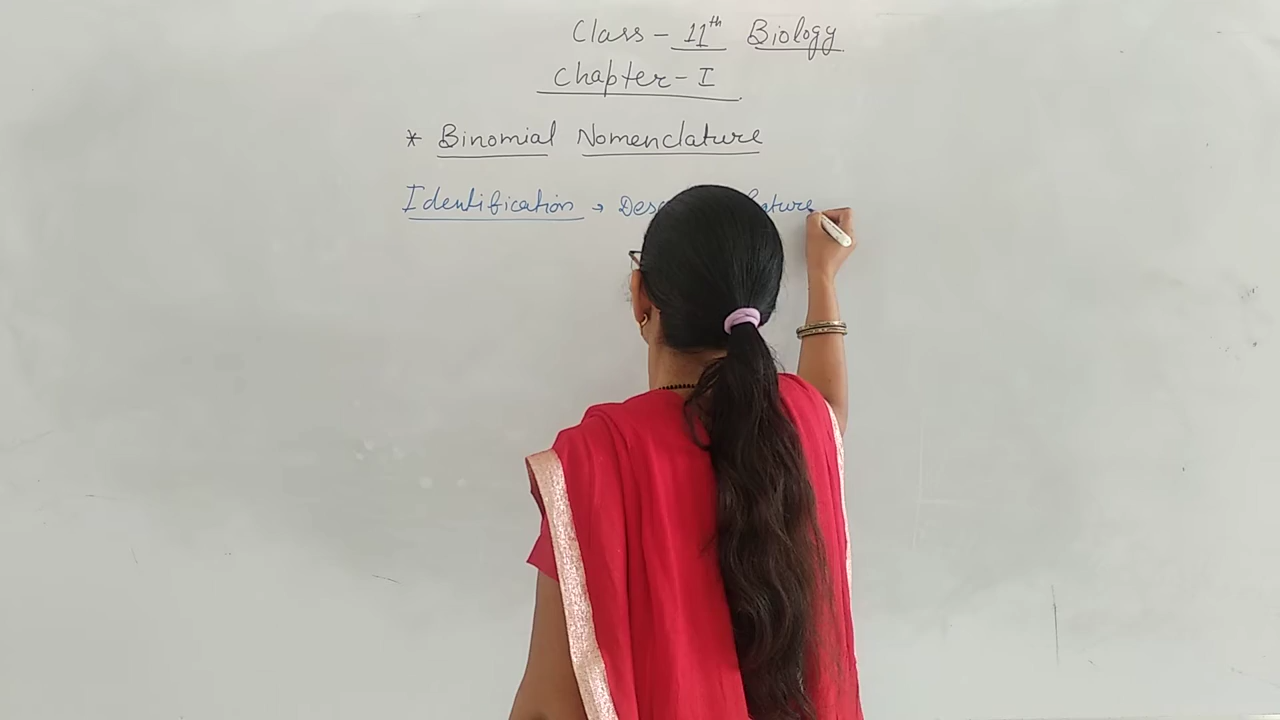 Class - 11th Biology
Chapter - I
* Binomial Nomenclature
Identification →